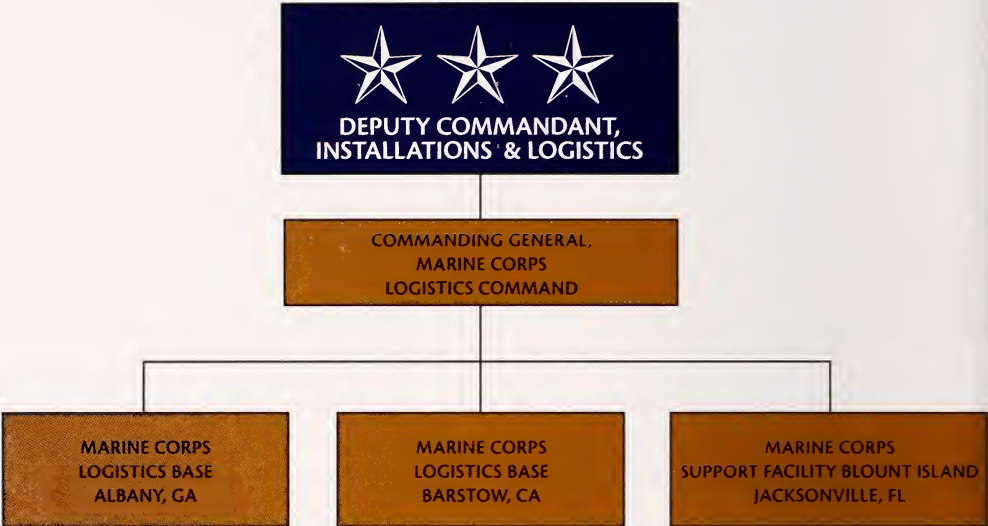 DEPUTY COMMANDANT,
INSTALLATIONS & LOGISTICS
COMMANDING GENERAL,
MARINE CORPS
LOGISTICS COMMAND
MARINE CORPS
LOGISTICS BASE
ALBANY, GA
MARINE CORPS
LOGISTICS BASE
BARSTOW, CA
MARINE CORPS
SUPPORT FACILITY BLOUNT ISLAND
JACKSONVILLE, FL